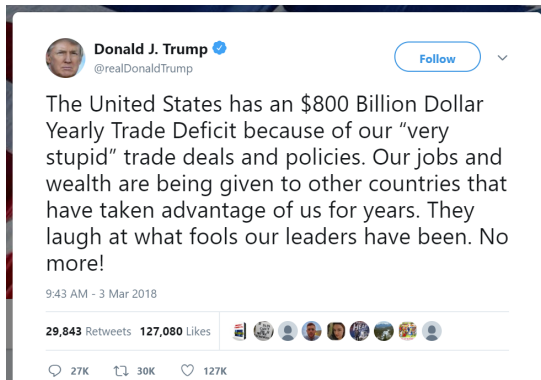 Donald J. Trump
@realDonaldTrump
Follow
The United States has an $800 Billion Dollar
Yearly Trade Deficit because of our “very
stupid” trade deals and policies. Our jobs and
wealth are being given to other countries that
have taken advantage of us for years. They
laugh at what fools our leaders have been. No
more!
9:43 AM - 3 Mar 2018
29,843 Retweets 127,080 Likes
27K 30K 127K